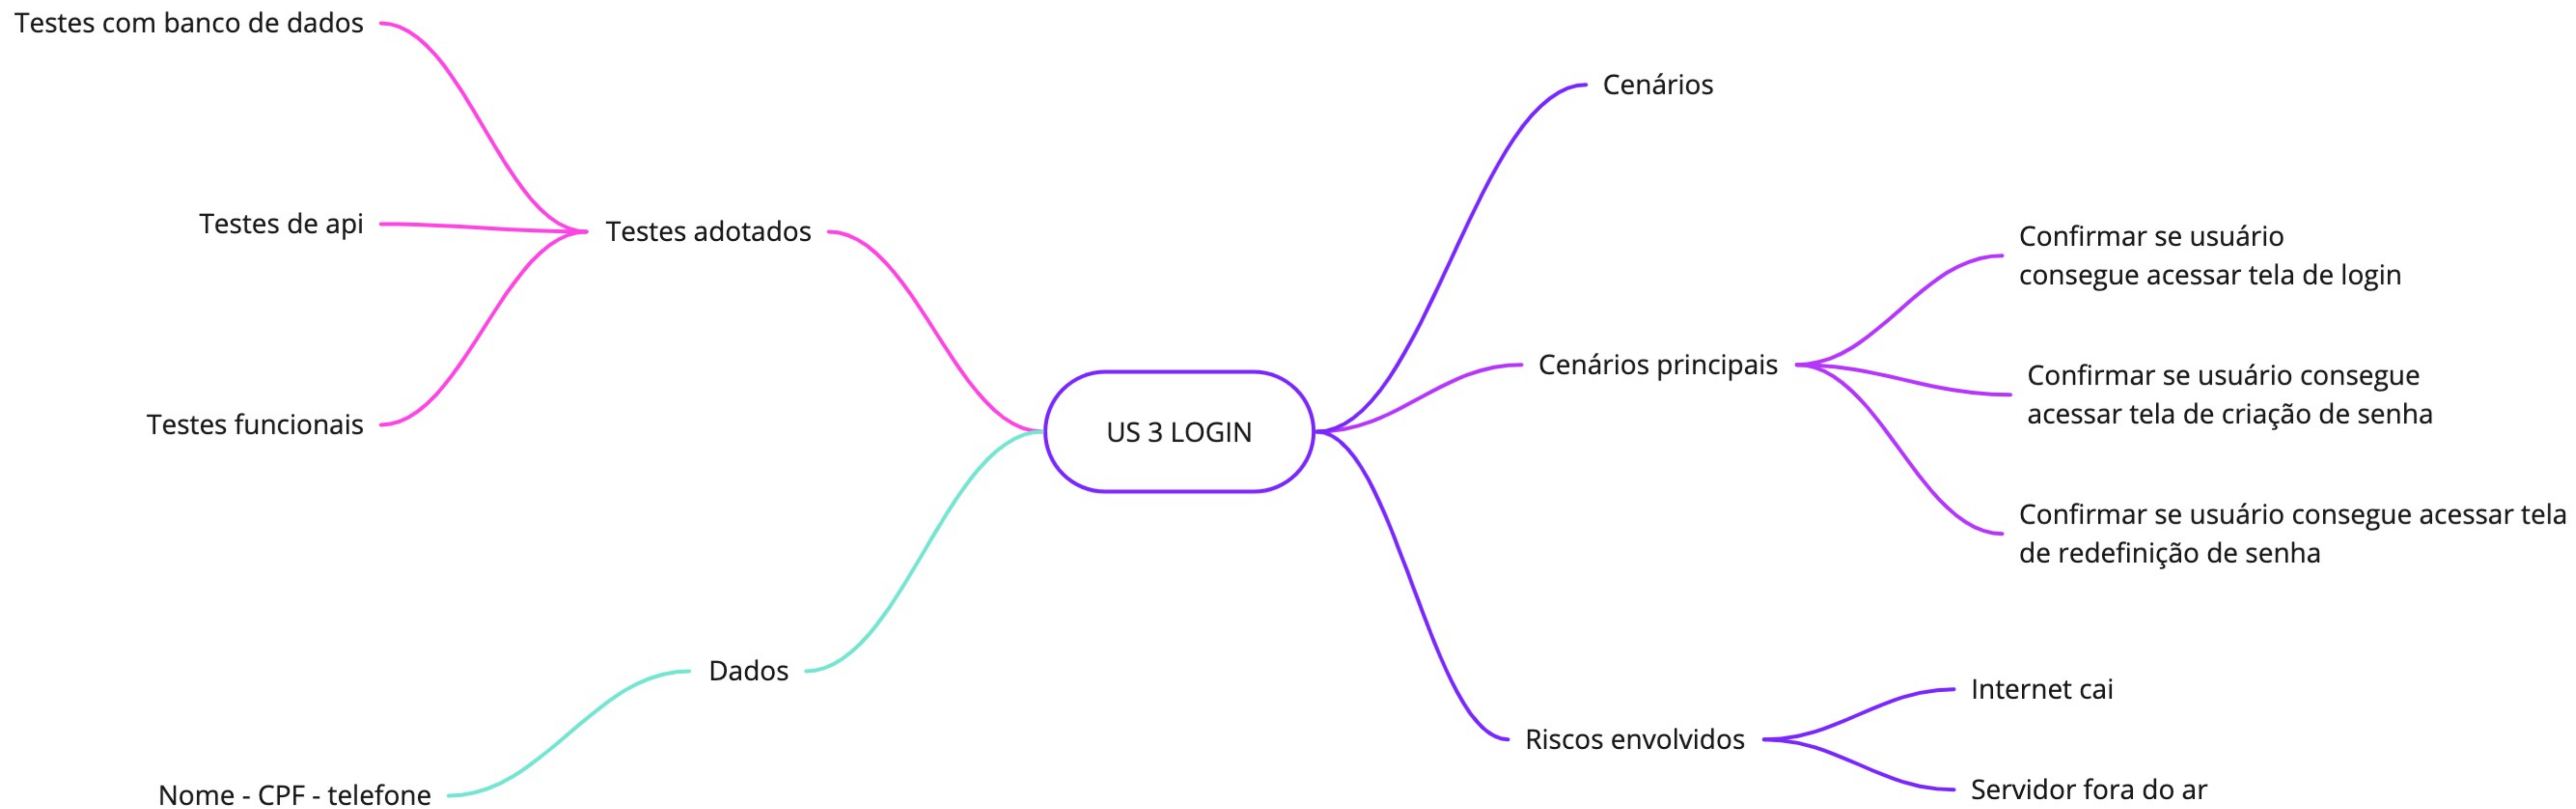 Testes com banco de dados
Testes de api
Testes funcionais
Testes adotados
Dados
Nome - CPF - telefone
US 3 LOGIN
Cenários
Cenários principais
Confirmar se usuário
consegue acessar tela de login
Confirmar se usuário consegue
acessar tela de criação de senha
Confirmar se usuário consegue acessar tela
de redefinição de senha
Riscos envolvidos
Internet cai
Servidor fora do ar